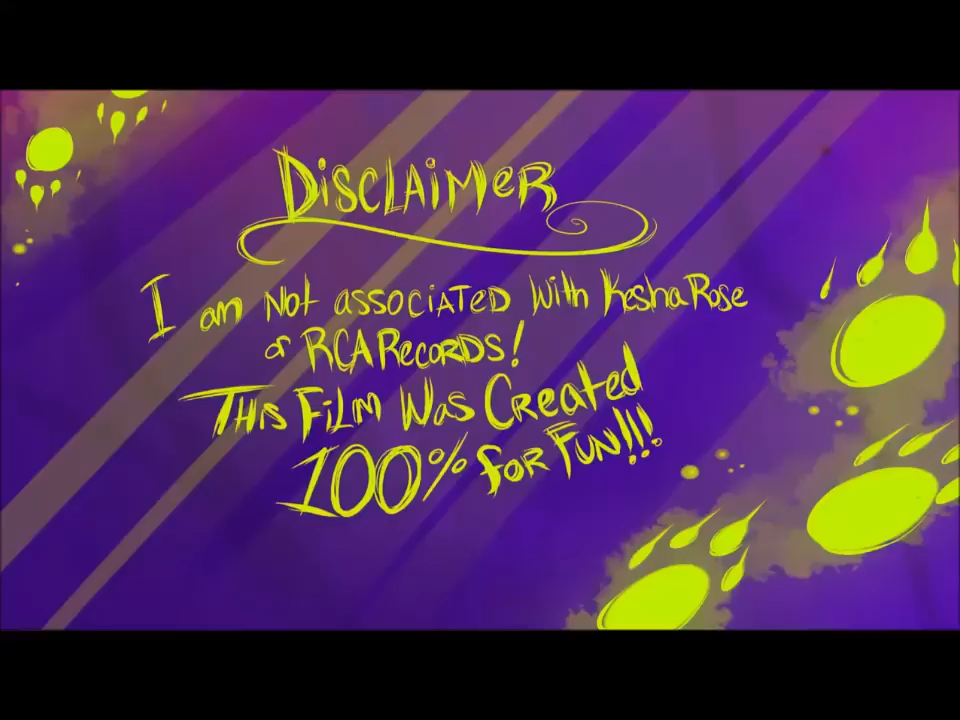 DiSCLAiMeR
I am Not aSSOCiATED With Kesha Rose
or RCA RecoRDS!
THis FiLM WaS CReated
100% foR FUN!!!